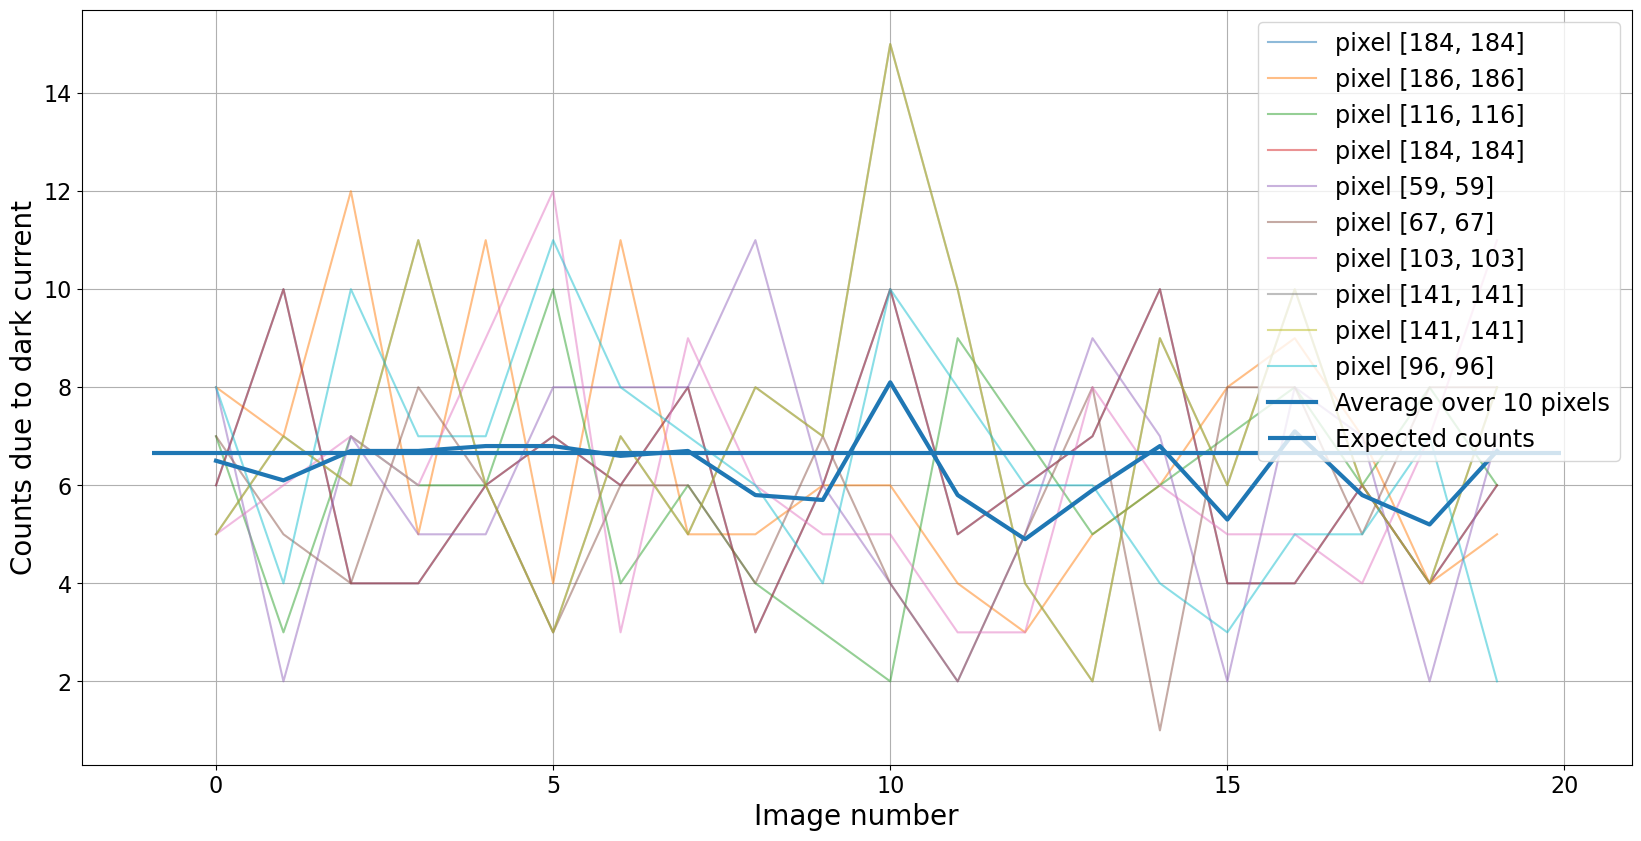 14
12
10
8
6
4
2
Counts due to dark current
0
5
10
15
20
Image number
pixel [184, 184]
pixel [186, 186]
pixel [116, 116]
pixel [184, 184]
pixel [59, 59]
pixel [67, 67]
pixel [103, 103]
pixel [141, 141]
pixel [141, 141]
pixel [96, 96]
Average over 10 pixels
Expected counts